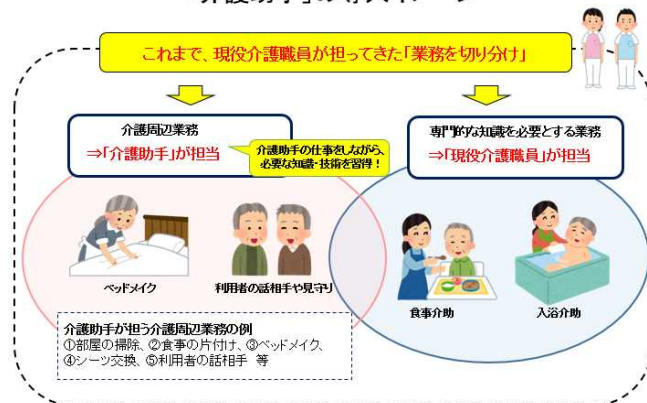 「介護助手」の
これまで、現役介護職員が担ってきた「業務を切り分け」
介護周辺業務
⇒「介護助手」が担当
介護助手の仕事をしながら、
必要な知識・技術を習得！
専門的な知識を必要とする業務
⇒「現役介護職員」が担当
ベッドメイク
利用者の話相手や見守り
食事介助
入浴介助
介護助手が担う介護周辺業務の例
①部屋の掃除、②食事の片付け、③ベッドメイク、
④シーツ交換、⑤利用者の話相手 等